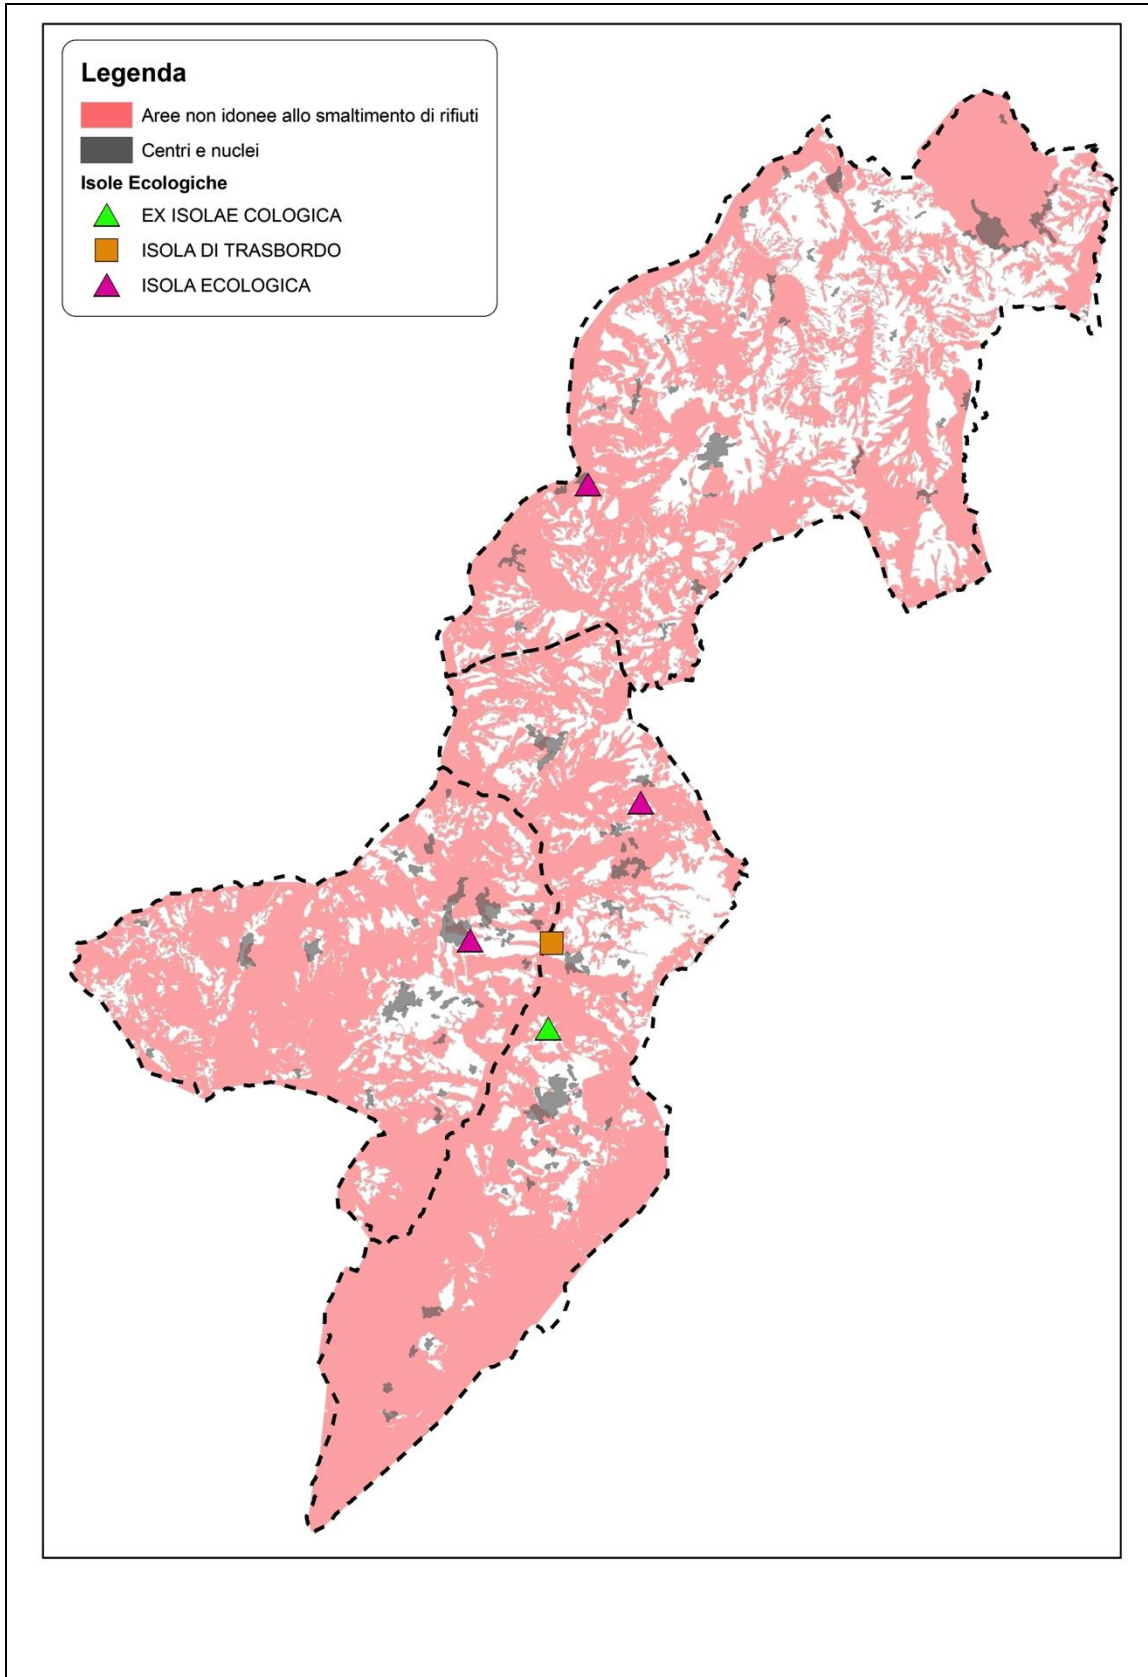 Legenda
Aree non idonee allo smaltimento di rifiuti
Centri e nuclei
Isole Ecologiche
EX ISOLAE COLOGICA
ISOLA DI TRASBORDO
ISOLA ECOLOGICA